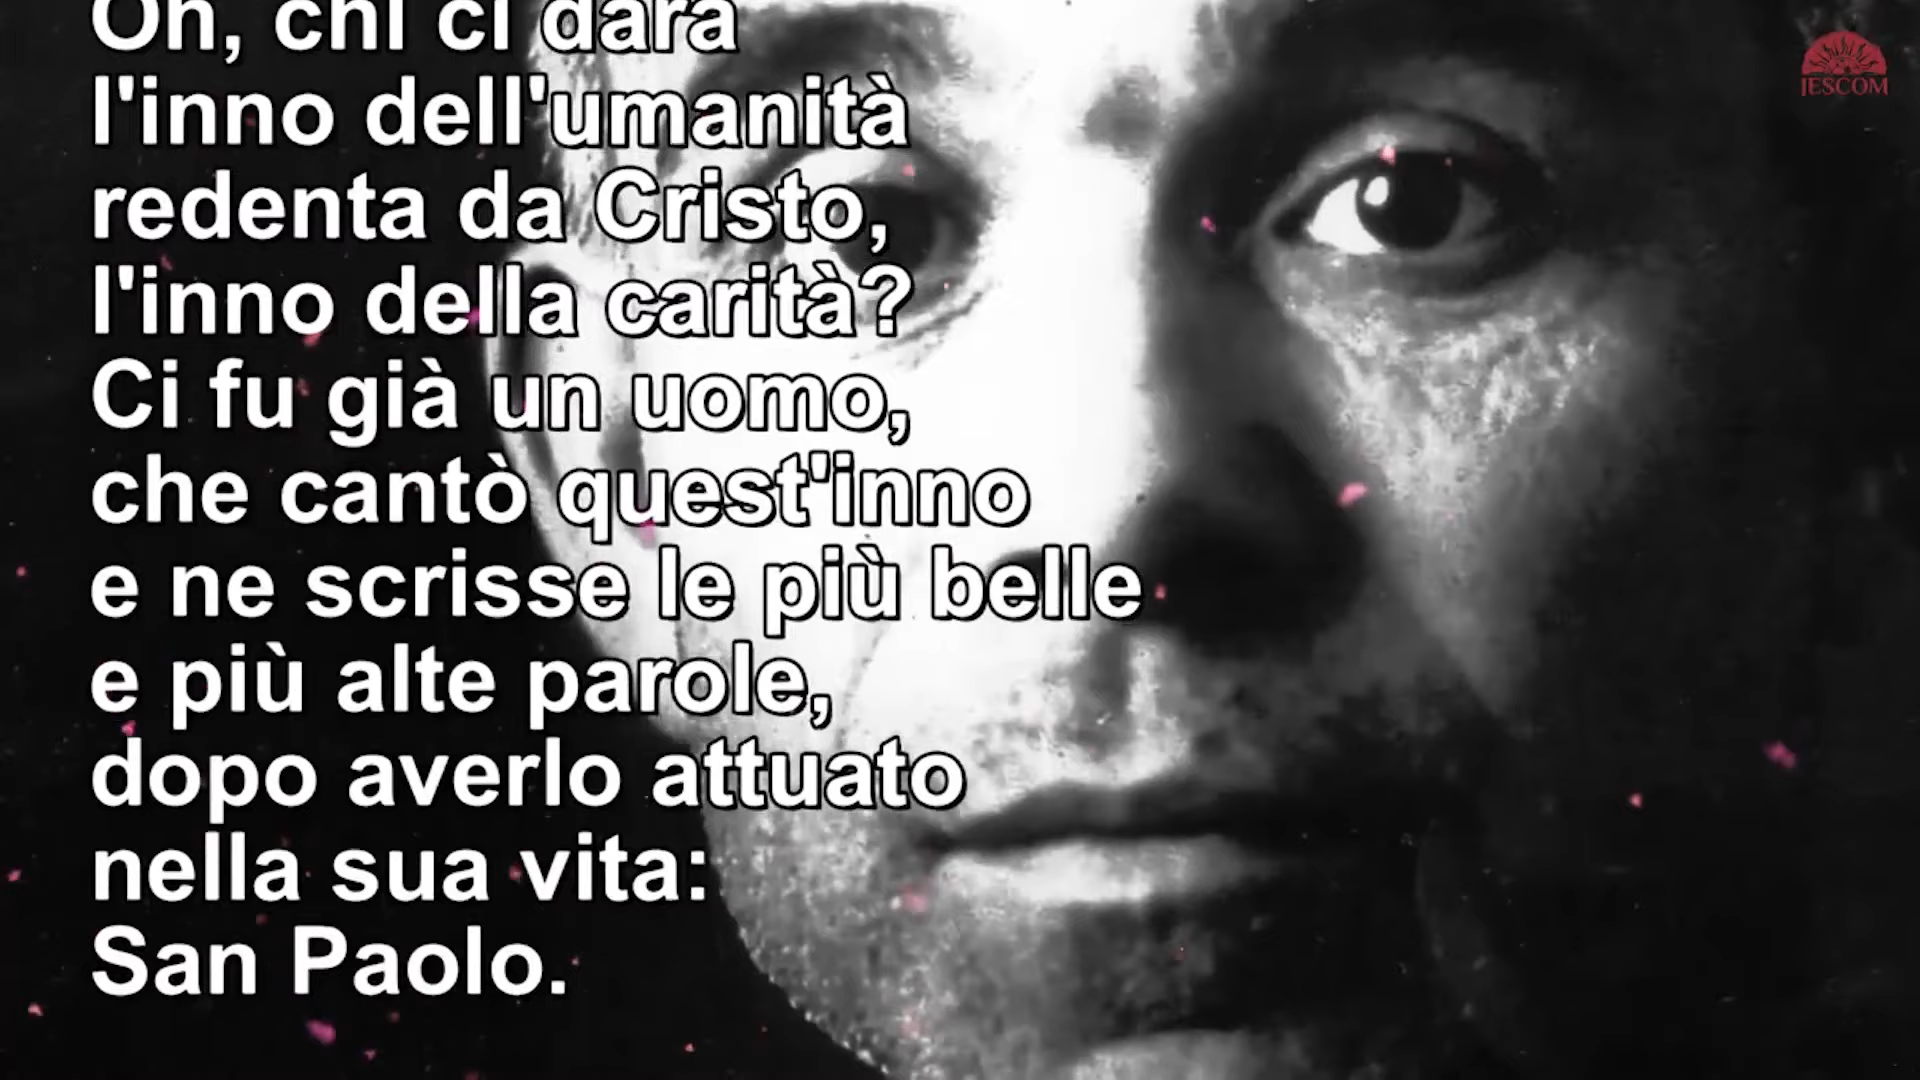 Oh, chi ci darà
l'inno dell'umanità
redenta da Cristo,
l'inno della carità?
Ci fu già un uomo,
che cantò quest'inno
e ne scrisse le più belle
e più alte parole,
dopo averlo attuato
nella sua vita:
San Paolo.
JESCOM